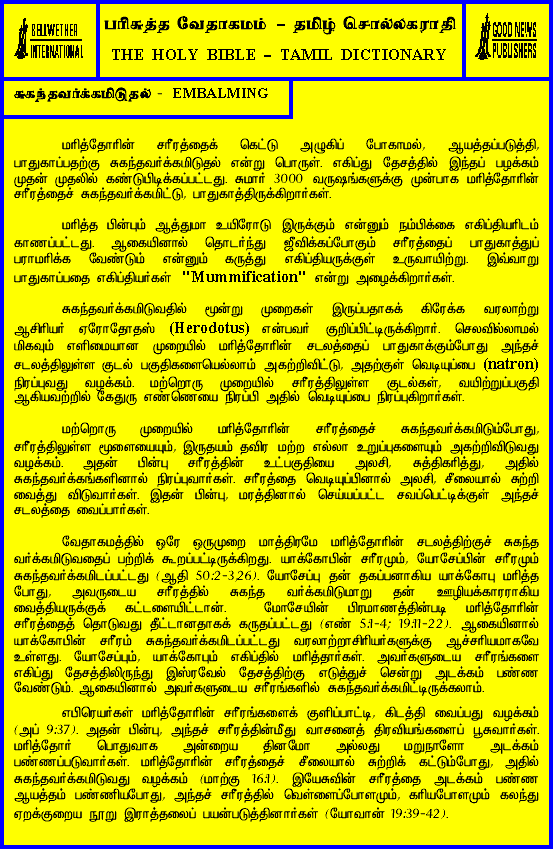 BELLWETHER
INTERNATIONAL
பரிசுத்த வேதாகமம் – தமிழ் சொல்லகராதி
THE HOLY BIBLE – TAMIL DICTIONARY
GOOD NEWS
PUBLISHERS
சுகந்தவர்க்கமிடுதல் - EMBALMING
மரித்தோரின் சரீரத்தைக் கெட்டு அழுகிப் போகாமல், ஆயத்தப்படுத்தி,
பாதுகாப்பதற்கு சுகந்தவர்க்கமிடுதல் என்று பொருள். எகிப்து தேசத்தில் இந்தப் பழக்கம்
முதன் முதலில் கண்டுபிடிக்கப்பட்டது. சுமார் 3000 வருஷங்களுக்கு முன்பாக மரித்தோரின்
சரீரத்தைச் சுகந்தவர்க்கமிட்டு, பாதுகாத்திருக்கிறார்கள்.
மரித்த பின்பும் ஆத்துமா உயிரோடு இருக்கும் என்னும் நம்பிக்கை எகிப்தியரிடம்
காணப்பட்டது. ஆகையினால் தொடர்ந்து ஜீவிக்கப்போகும் சரீரத்தைப் பாதுகாத்துப்
பராமரிக்க வேண்டும் என்னும் கருத்து எகிப்தியருக்குள் உருவாயிற்று. இவ்வாறு
பாதுகாப்பதை எகிப்தியர்கள் "Mummification" என்று அழைக்கிறார்கள்.
சுகந்தவர்க்கமிடுவதில் மூன்று முறைகள் இருப்பதாகக் கிரேக்க வரலாற்று
ஆசிரியர் ஏரோதோதஸ் (Herodotus) என்பவர் குறிப்பிட்டிருக்கிறார். செலவில்லாமல்
மிகவும் எளிமையான முறையில் மரித்தோரின் சடலத்தைப் பாதுகாக்கும்போது அந்தச்
சடலத்திலுள்ள குடல் பகுதிகளையெல்லாம் அகற்றிவிட்டு, அதற்குள் வெடியுப்பை (natron)
நிரப்புவது வழக்கம். மற்றொரு முறையில் சரீரத்திலுள்ள குடல்கள், வயிற்றுப்பகுதி
ஆகியவற்றில் கேதுரு எண்ணெயை நிரப்பி அதில் வெடியுப்பை நிரப்புகிறார்கள்.
மற்றொரு முறையில் மரித்தோரின் சரீரத்தைச் சுகந்தவர்க்கமிடும்போது,
சரீரத்திலுள்ள மூளையையும், இருதயம் தவிர மற்ற எல்லா உறுப்புகளையும் அகற்றிவிடுவது
வழக்கம். அதன் பின்பு சரீரத்தின் உட்பகுதியை அலசி, சுத்திகரித்து, அதில்
சுகந்தவர்க்கங்களினால் நிரப்புவார்கள். சரீரத்தை வெடியுப்பினால் அலசி, சீலையால் சுற்றி
வைத்து விடுவார்கள். இதன் பின்பு, மரத்தினால் செய்யப்பட்ட சவப்பெட்டிக்குள் அந்தச்
சடலத்தை வைப்பார்கள்.
வேதாகமத்தில் ஒரே ஒருமுறை மாத்திரமே மரித்தோரின் சடலத்திற்குச் சுகந்த
வர்க்கமிடுவதைப் பற்றிக் கூறப்பட்டிருக்கிறது. யாக்கோபின் சரீரமும், யோசேப்பின் சரீரமும்
சுகந்தவர்க்கமிடப்பட்டது (ஆதி 50:2-3,26). யோசேப்பு தன் தகப்பனாகிய யாக்கோபு மரித்த
போது, அவருடைய சரீரத்தில் சுகந்த வர்க்கமிடுமாறு தன் ஊழியக்காரராகிய
வைத்தியருக்குக் கட்டளையிட்டான். மோசேயின் பிரமாணத்தின்படி மரித்தோரின்
சரீரத்தைத் தொடுவது தீட்டானதாகக் கருதப்பட்டது (எண் 5:1-4; 19:11-22). ஆகையினால்
யாக்கோபின் சரீரம் சுகந்தவர்க்கமிடப்பட்டது வரலாற்றாசிரியர்களுக்கு ஆச்சரியமாகவே
உள்ளது. யோசேப்பும், யாக்கோபும் எகிப்தில் மரித்தார்கள். அவர்களுடைய சரீரங்களை
எகிப்து தேசத்திலிருந்து இஸ்ரவேல் தேசத்திற்கு எடுத்துச் சென்று அடக்கம் பண்ண
வேண்டும். ஆகையினால் அவர்களுடைய சரீரங்களில் சுகந்தவர்க்கமிட்டிருக்கலாம்.
எபிரெயர்கள் மரித்தோரின் சரீரங்களைக் குளிப்பாட்டி, கிடத்தி வைப்பது வழக்கம்
(அப் 9:37). அதன் பின்பு, அந்தச் சரீரத்தின்மீது வாசனைத் திரவியங்களைப் பூசுவார்கள்.
மரித்தோர் பொதுவாக அன்றைய தினமோ அல்லது மறுநாளோ அடக்கம்
பண்ணப்படுவார்கள். மரித்தோரின் சரீரத்தைச் சீலையால் சுற்றிக் கட்டும்போது, அதில்
சுகந்தவர்க்கமிடுவது வழக்கம் (மாற்கு 16:1). இயேசுவின் சரீரத்தை அடக்கம் பண்ண
ஆயத்தம் பண்ணியபோது, அந்தச் சரீரத்தில் வெள்ளைப்போளமும், கரியபோளமும் கலந்து
ஏறக்குறைய நூறு இராத்தலைப் பயன்படுத்தினார்கள் (யோவான் 19:39-42).